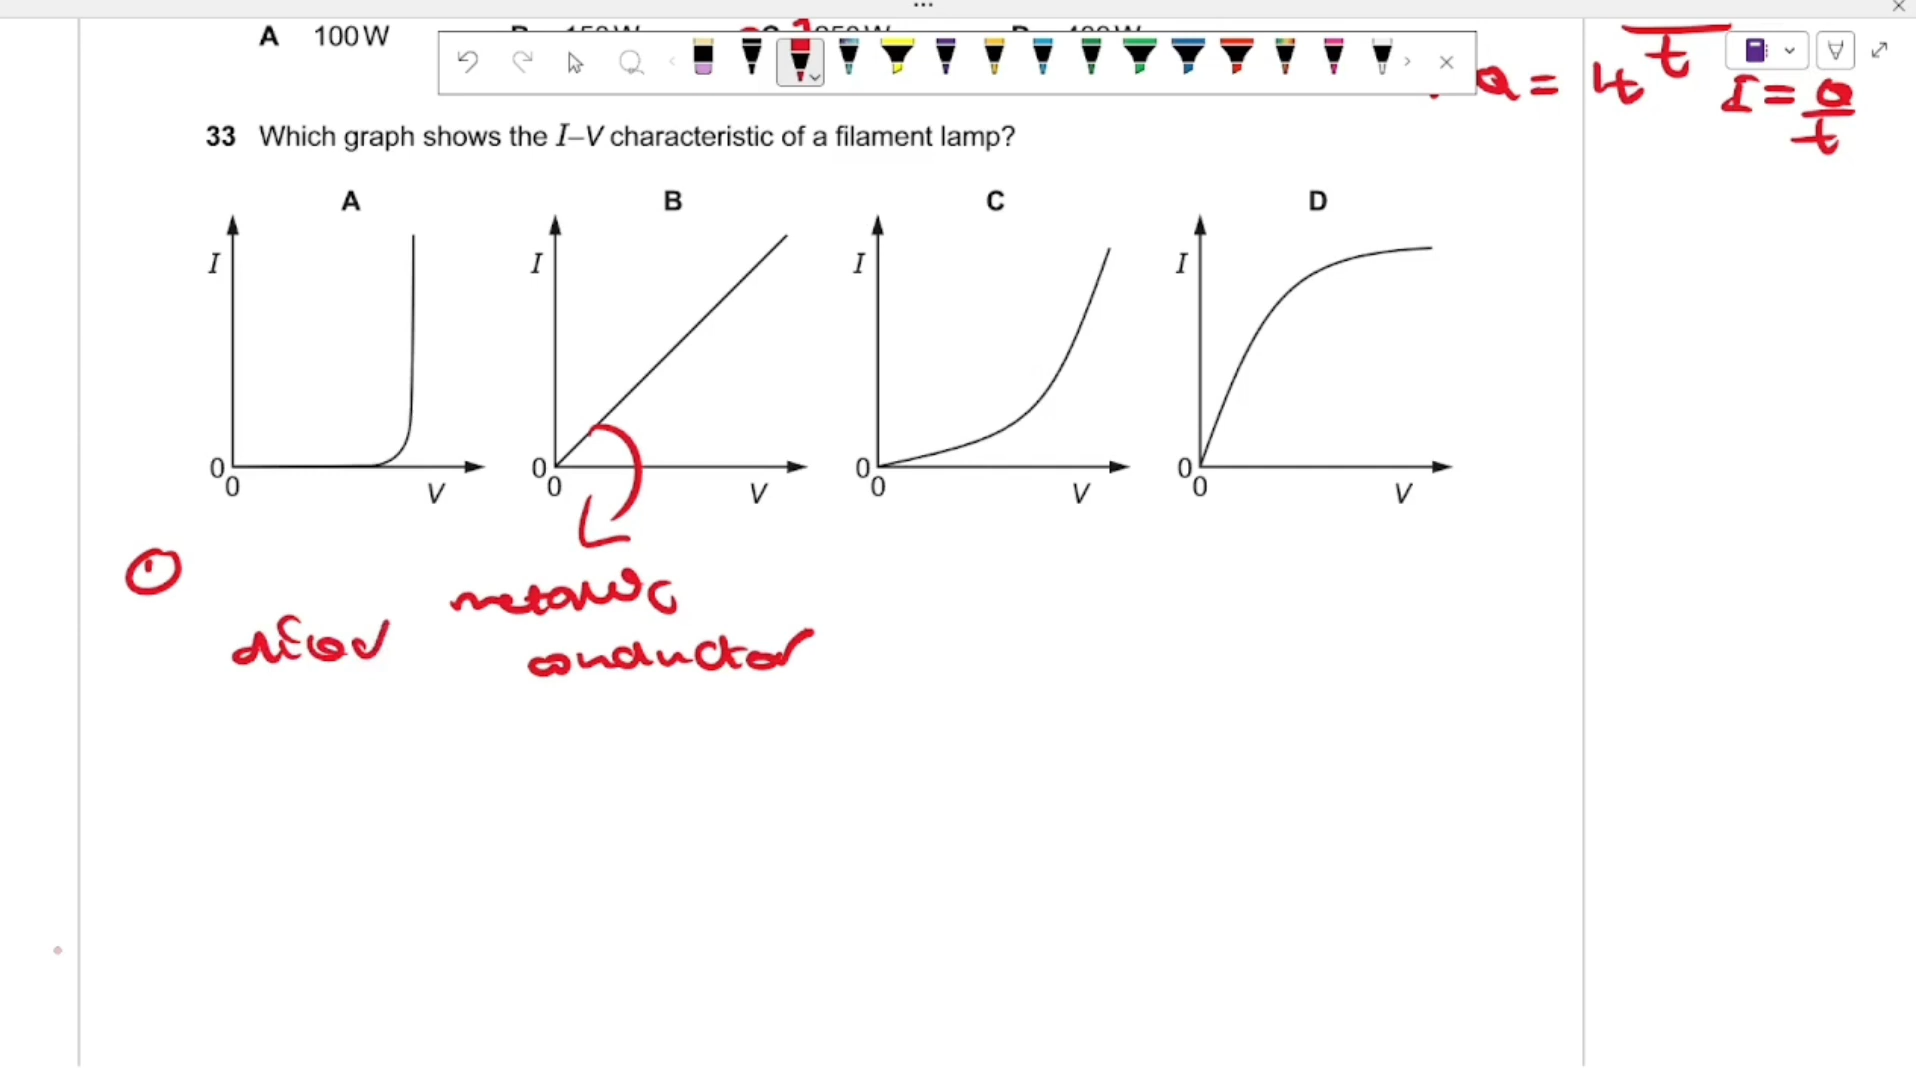 A 100 W
t
Q = It
I = Q
t
33 Which graph shows the I–V characteristic of a filament lamp?
A B C D
I I I I
0 0 0 0
0 V 0 V 0 V 0 V
metallic
conductor